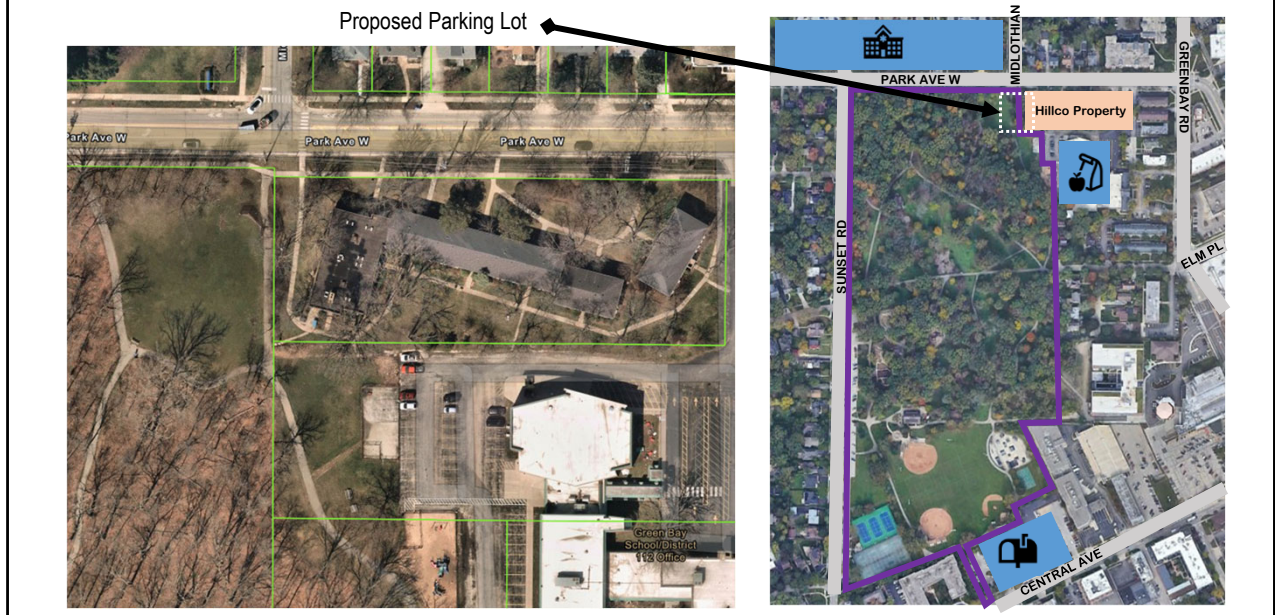 Proposed Parking Lot
Park Ave W
Park Ave W
Park Ave W
Green Bay
School/District
112 Office
PARK AVE W
MIDLOTHIAN
GREENBAY RD
Hillco Property
SUNSET RD
ELM PL
CENTRAL AVE